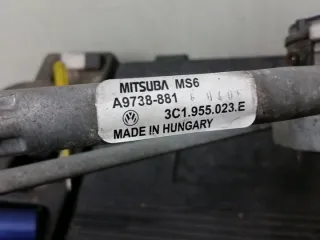 MITSUBA MS6
A9738-881
3C1.955.023.E
MADE IN HUNGARY